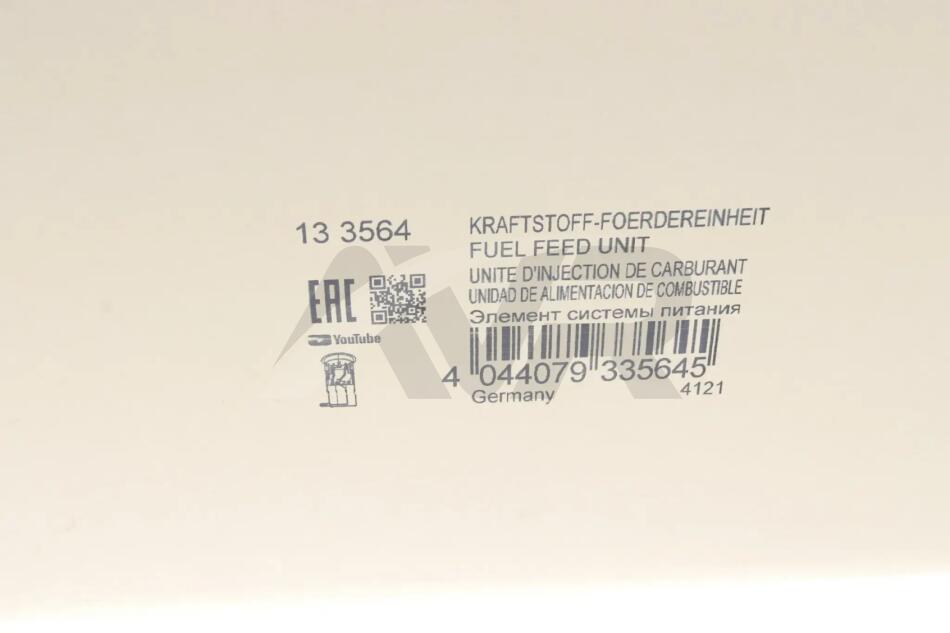 13 3564
KRAFTSTOFF-FOERDEREINHEIT
FUEL FEED UNIT
UNITE D'INJECTION DE CARBURANT
UNIDAD DE ALIMENTACION DE COMBUSTIBLE
Элемент системы питания
EAC
YouTube
4 044079 335645
Germany
4121
AVR